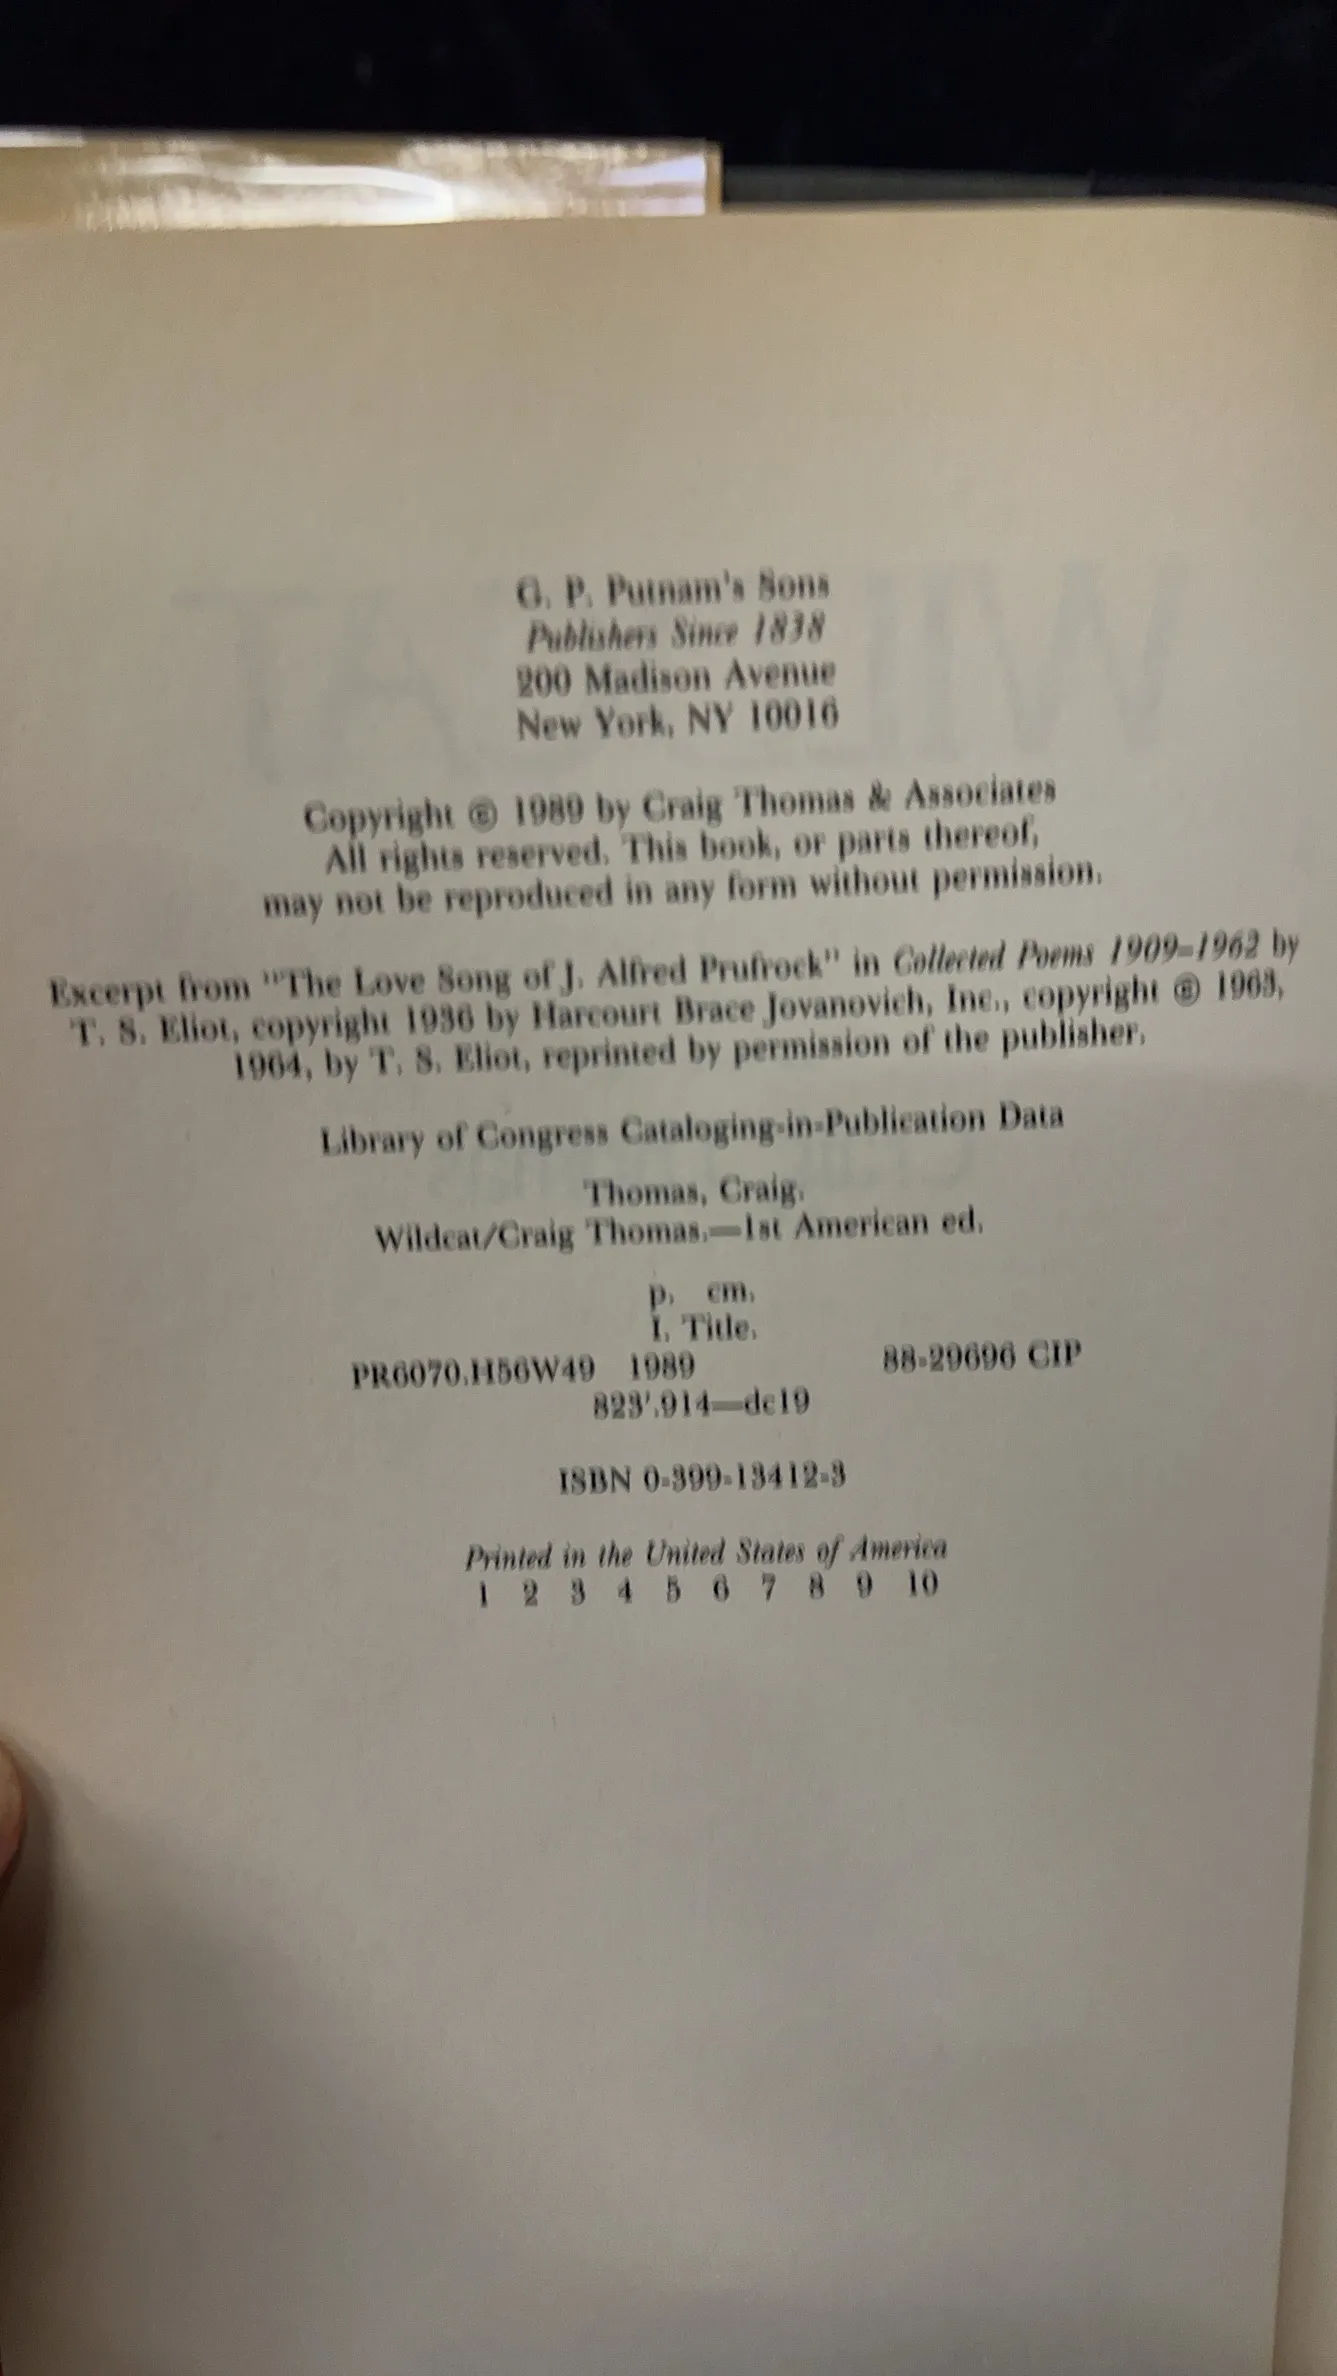 G. P. Putnam's Sons
Publishers Since 1838
200 Madison Avenue
New York, NY 10016
Copyright © 1989 by Craig Thomas & Associates
All rights reserved. This book, or parts thereof,
may not be reproduced in any form without permission.
Excerpt from "The Love Song of J. Alfred Prufrock" in Collected Poems 1909–1962 by
T. S. Eliot, copyright 1936 by Harcourt Brace Jovanovich, Inc., copyright © 1963,
1964, by T. S. Eliot, reprinted by permission of the publisher.
Library of Congress Cataloging-in-Publication Data
Thomas, Craig.
Wildcat/Craig Thomas.—1st American ed.
p. cm.
I. Title.
PR6070.H56W49 1989 88-29696 CIP
823'.914—dc19
ISBN 0-399-13412-3
Printed in the United States of America
1 2 3 4 5 6 7 8 9 10